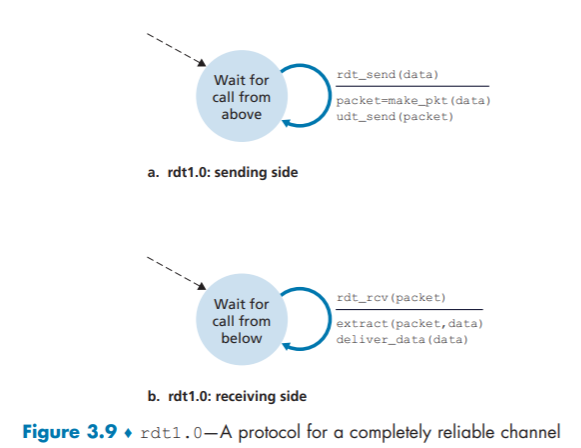 Wait for
call from
above
rdt_send(data)
packet=make_pkt(data)
udt_send(packet)
a. rdt1.0: sending side
Wait for
call from
below
rdt_rcv(packet)
extract(packet,data)
deliver_data(data)
b. rdt1.0: receiving side
Figure 3.9 ♦ rdt1.0—A protocol for a completely reliable channel